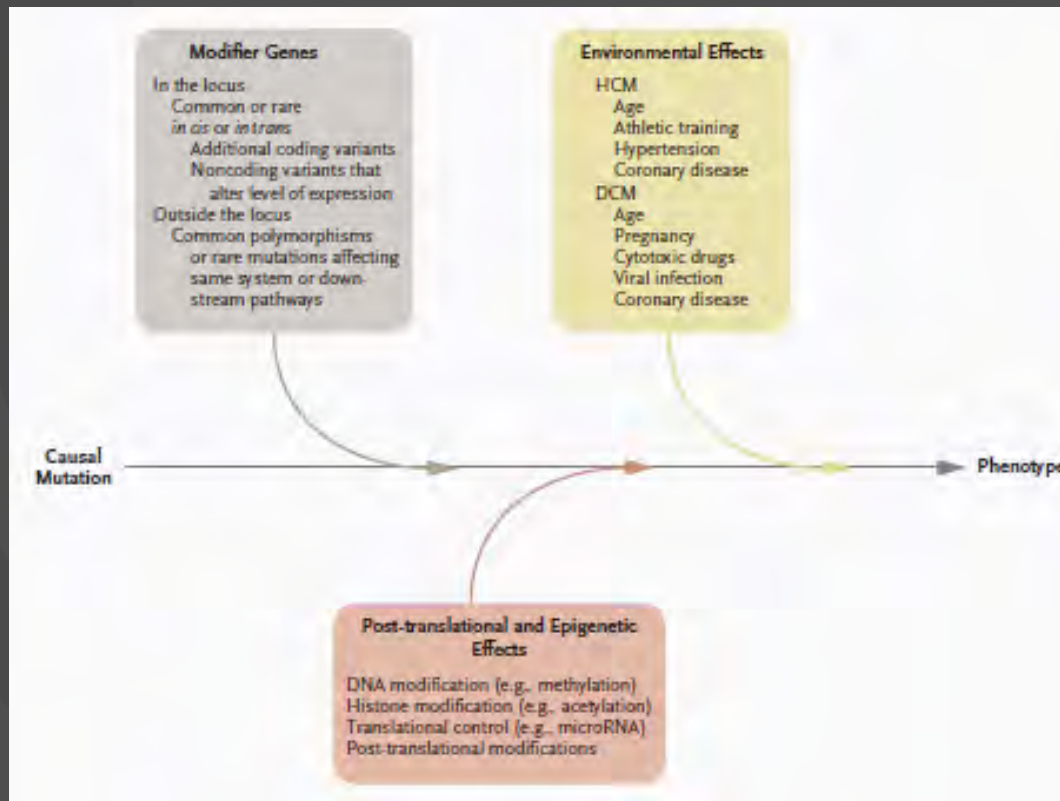 Modifier Genes
In the locus
Common or rare
in cis or in trans
Additional coding variants
Noncoding variants that
alter level of expression
Outside the locus
Common polymorphisms
or rare mutations affecting
same system or down-
stream pathways
Environmental Effects
HCM
Age
Athletic training
Hypertension
Coronary disease
DCM
Age
Pregnancy
Cytotoxic drugs
Viral infection
Coronary disease
Causal
Mutation
Phenotype
Post-translational and Epigenetic
Effects
DNA modification (e.g., methylation)
Histone modification (e.g., acetylation)
Translational control (e.g., microRNA)
Post-translational modifications